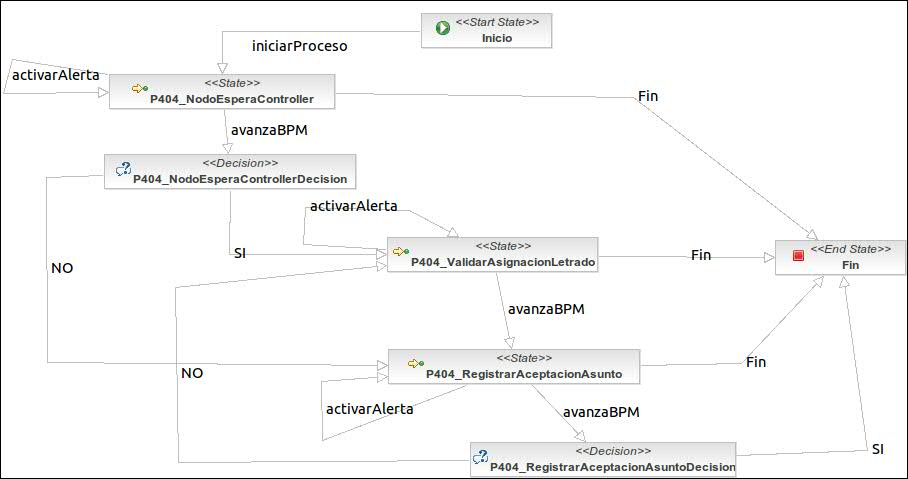 <<Start State>>
Inicio
iniciarProceso
activarAlerta
<<State>>
P404_NodoEsperaController
Fin
avanzaBPM
<<Decision>>
P404_NodoEsperaControllerDecision
activarAlerta
<<State>>
P404_ValidarAsignacionLetrado
SI
Fin
<<End State>>
Fin
NO
avanzaBPM
<<State>>
P404_RegistrarAceptacionAsunto
Fin
NO
activarAlerta
avanzaBPM
<<Decision>>
P404_RegistrarAceptacionAsuntoDecision
SI